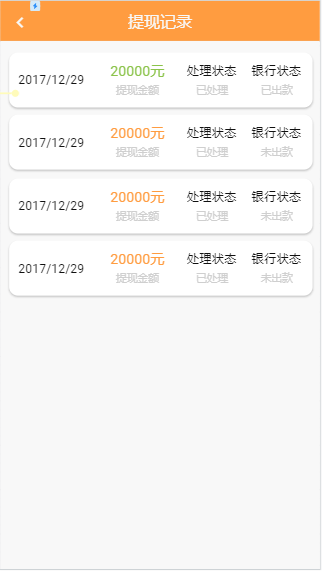 提现记录
2017/12/29 20000元 处理状态 银行状态
提现金额 已处理 已出款
2017/12/29 20000元 处理状态 银行状态
提现金额 已处理 未出款
2017/12/29 20000元 处理状态 银行状态
提现金额 已处理 未出款
2017/12/29 20000元 处理状态 银行状态
提现金额 已处理 未出款